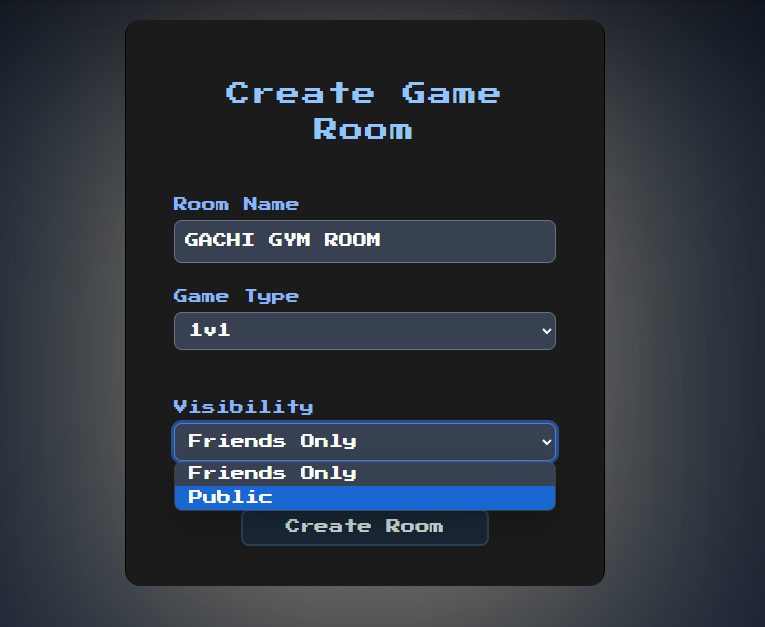 Create Game
Room
Room Name
GACHI GYM ROOM
Game Type
1v1
Visibility
Friends Only
Friends Only
Public
Create Room